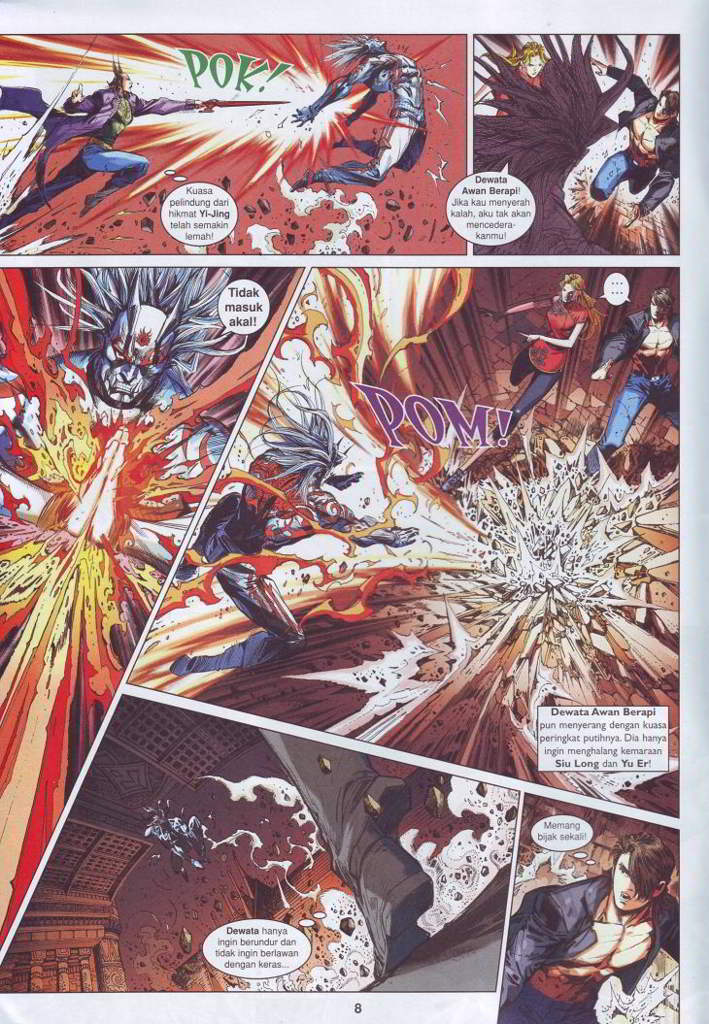 POK!
Kuasa
pelindung dari
hikmat Yi-Jing
telah semakin
lemah!
Dewata
Awan Berapi!
Jika kau menyerah
kalah, aku tak akan
mencedera-
kanmu!
Tidak
masuk
akal!
...
...
POM!
Dewata Awan Berapi
pun menyerang dengan kuasa
peringkat putihnya. Dia hanya
ingin menghalang kemaraan
Siu Long dan Yu Er!
Dewata hanya
ingin berundur dan
tidak ingin berlawan
dengan keras...
Memang
bijak sekali!
8